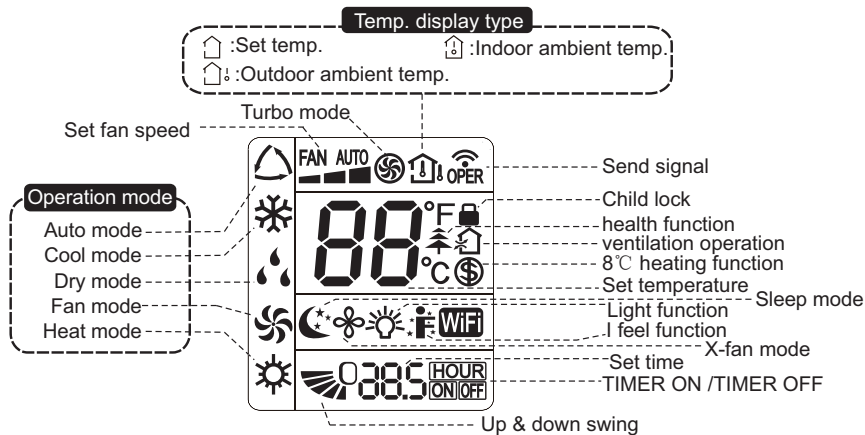 Temp. display type
:Set temp. :Indoor ambient temp.
:Outdoor ambient temp.
Turbo mode
Set fan speed
FAN AUTO
OPER
Send signal
Operation mode
Auto mode
Cool mode
Dry mode
Fan mode
Heat mode
88
°F
°C
Child lock
health function
ventilation operation
8℃ heating function
Set temperature
Sleep mode
WiFi
Light function
I feel function
X-fan mode
Set time
088.5
HOUR
ON OFF
TIMER ON /TIMER OFF
Up & down swing